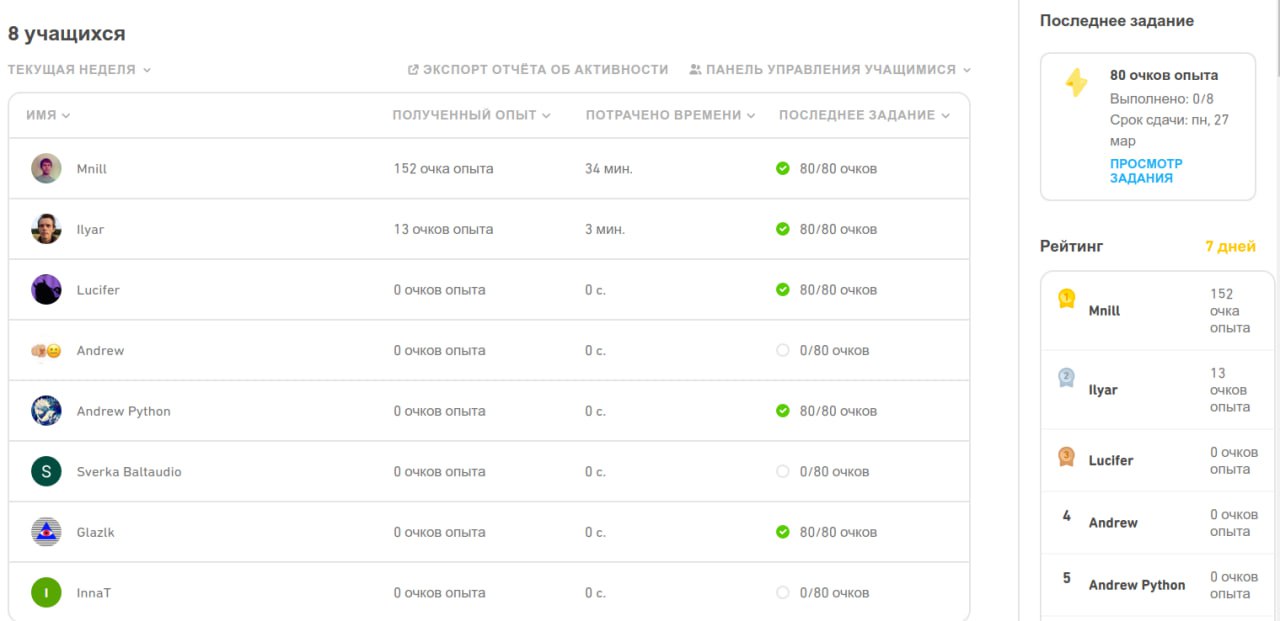 8 учащихся
ТЕКУЩАЯ НЕДЕЛЯ
ЭКСПОРТ ОТЧЁТА ОБ АКТИВНОСТИ
ПАНЕЛЬ УПРАВЛЕНИЯ УЧАЩИМИСЯ
ИМЯ ПОЛУЧЕННЫЙ ОПЫТ ПОТРАЧЕНО ВРЕМЕНИ ПОСЛЕДНЕЕ ЗАДАНИЕ
Mnill 152 очка опыта 34 мин. 80/80 очков
Ilyar 13 очков опыта 3 мин. 80/80 очков
Lucifer 0 очков опыта 0 с. 80/80 очков
Andrew 0 очков опыта 0 с. 0/80 очков
Andrew Python 0 очков опыта 0 с. 80/80 очков
S Sverka Baltaudio 0 очков опыта 0 с. 0/80 очков
Glazlk 0 очков опыта 0 с. 80/80 очков
I InnaT 0 очков опыта 0 с. 0/80 очков
Последнее задание
80 очков опыта
Выполнено: 0/8
Срок сдачи: пн, 27
мар
ПРОСМОТР
ЗАДАНИЯ
Рейтинг 7 дней
1 Mnill 152
очка
опыта
2 Ilyar 13
очков
опыта
3 Lucifer 0 очков
опыта
4 Andrew 0 очков
опыта
5 Andrew Python 0 очков
опыта